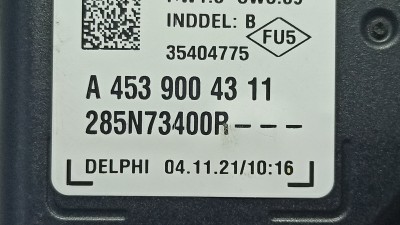 INDDEL: B
FU5
35404775
A 453 900 43 11
285N73400R---
DELPHI 04.11.21/10:16